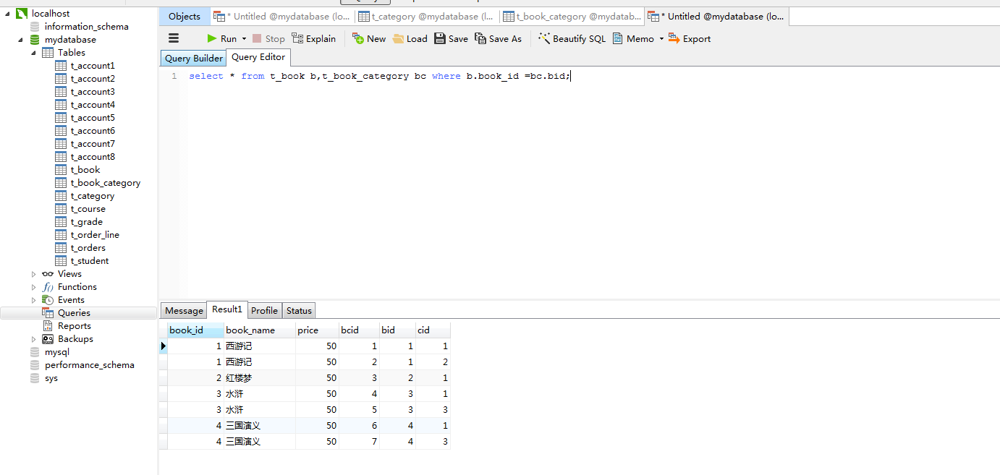 localhost
information_schema
mydatabase
Tables
t_account1
t_account2
t_account3
t_account4
t_account5
t_account6
t_account7
t_account8
t_book
t_book_category
t_category
t_course
t_grade
t_order_line
t_orders
t_student
Views
Functions
Events
Queries
Reports
Backups
mysql
performance_schema
sys
Objects * Untitled @mydatabase (lo... t_category @mydatabase (l... t_book_category @mydatab... * Untitled @mydatabase (lo...
Run Stop Explain New Load Save Save As Beautify SQL Memo Export
Query Builder Query Editor
1 select * from t_book b,t_book_category bc where b.book_id =bc.bid;
Message Result1 Profile Status
book_id book_name price bcid bid cid
1 西游记 50 1 1 1
1 西游记 50 2 1 2
2 红楼梦 50 3 2 1
3 水浒 50 4 3 1
3 水浒 50 5 3 3
4 三国演义 50 6 4 1
4 三国演义 50 7 4 3